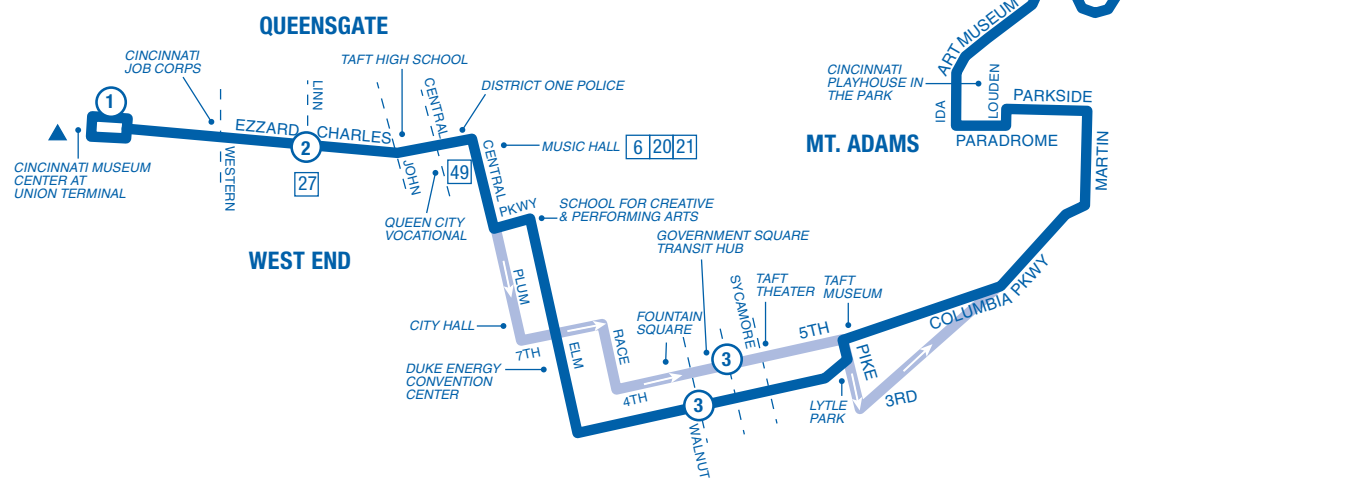 QUEENSGATE
ART MUSEUM
CINCINNATI
JOB CORPS
TAFT HIGH SCHOOL
DISTRICT ONE POLICE
CINCINNATI
PLAYHOUSE IN
THE PARK
LINN
CENTRAL
IDA
LOUDEN
PARKSIDE
1
EZZARD CHARLES
2
27
WESTERN
JOHN
49
CENTRAL
PKWY
MUSIC HALL 6 20 21
MT. ADAMS
PARADROME
MARTIN
CINCINNATI MUSEUM
CENTER AT
UNION TERMINAL
QUEEN CITY
VOCATIONAL
SCHOOL FOR CREATIVE
& PERFORMING ARTS
GOVERNMENT SQUARE
TRANSIT HUB
WEST END
PLUM
SYCAMORE
TAFT
THEATER
TAFT
MUSEUM
COLUMBIA PKWY
CITY HALL
FOUNTAIN
SQUARE
5TH
7TH
ELM
RACE
3
PIKE
DUKE ENERGY
CONVENTION
CENTER
4TH
3
LYTLE
PARK
3RD
WALNUT